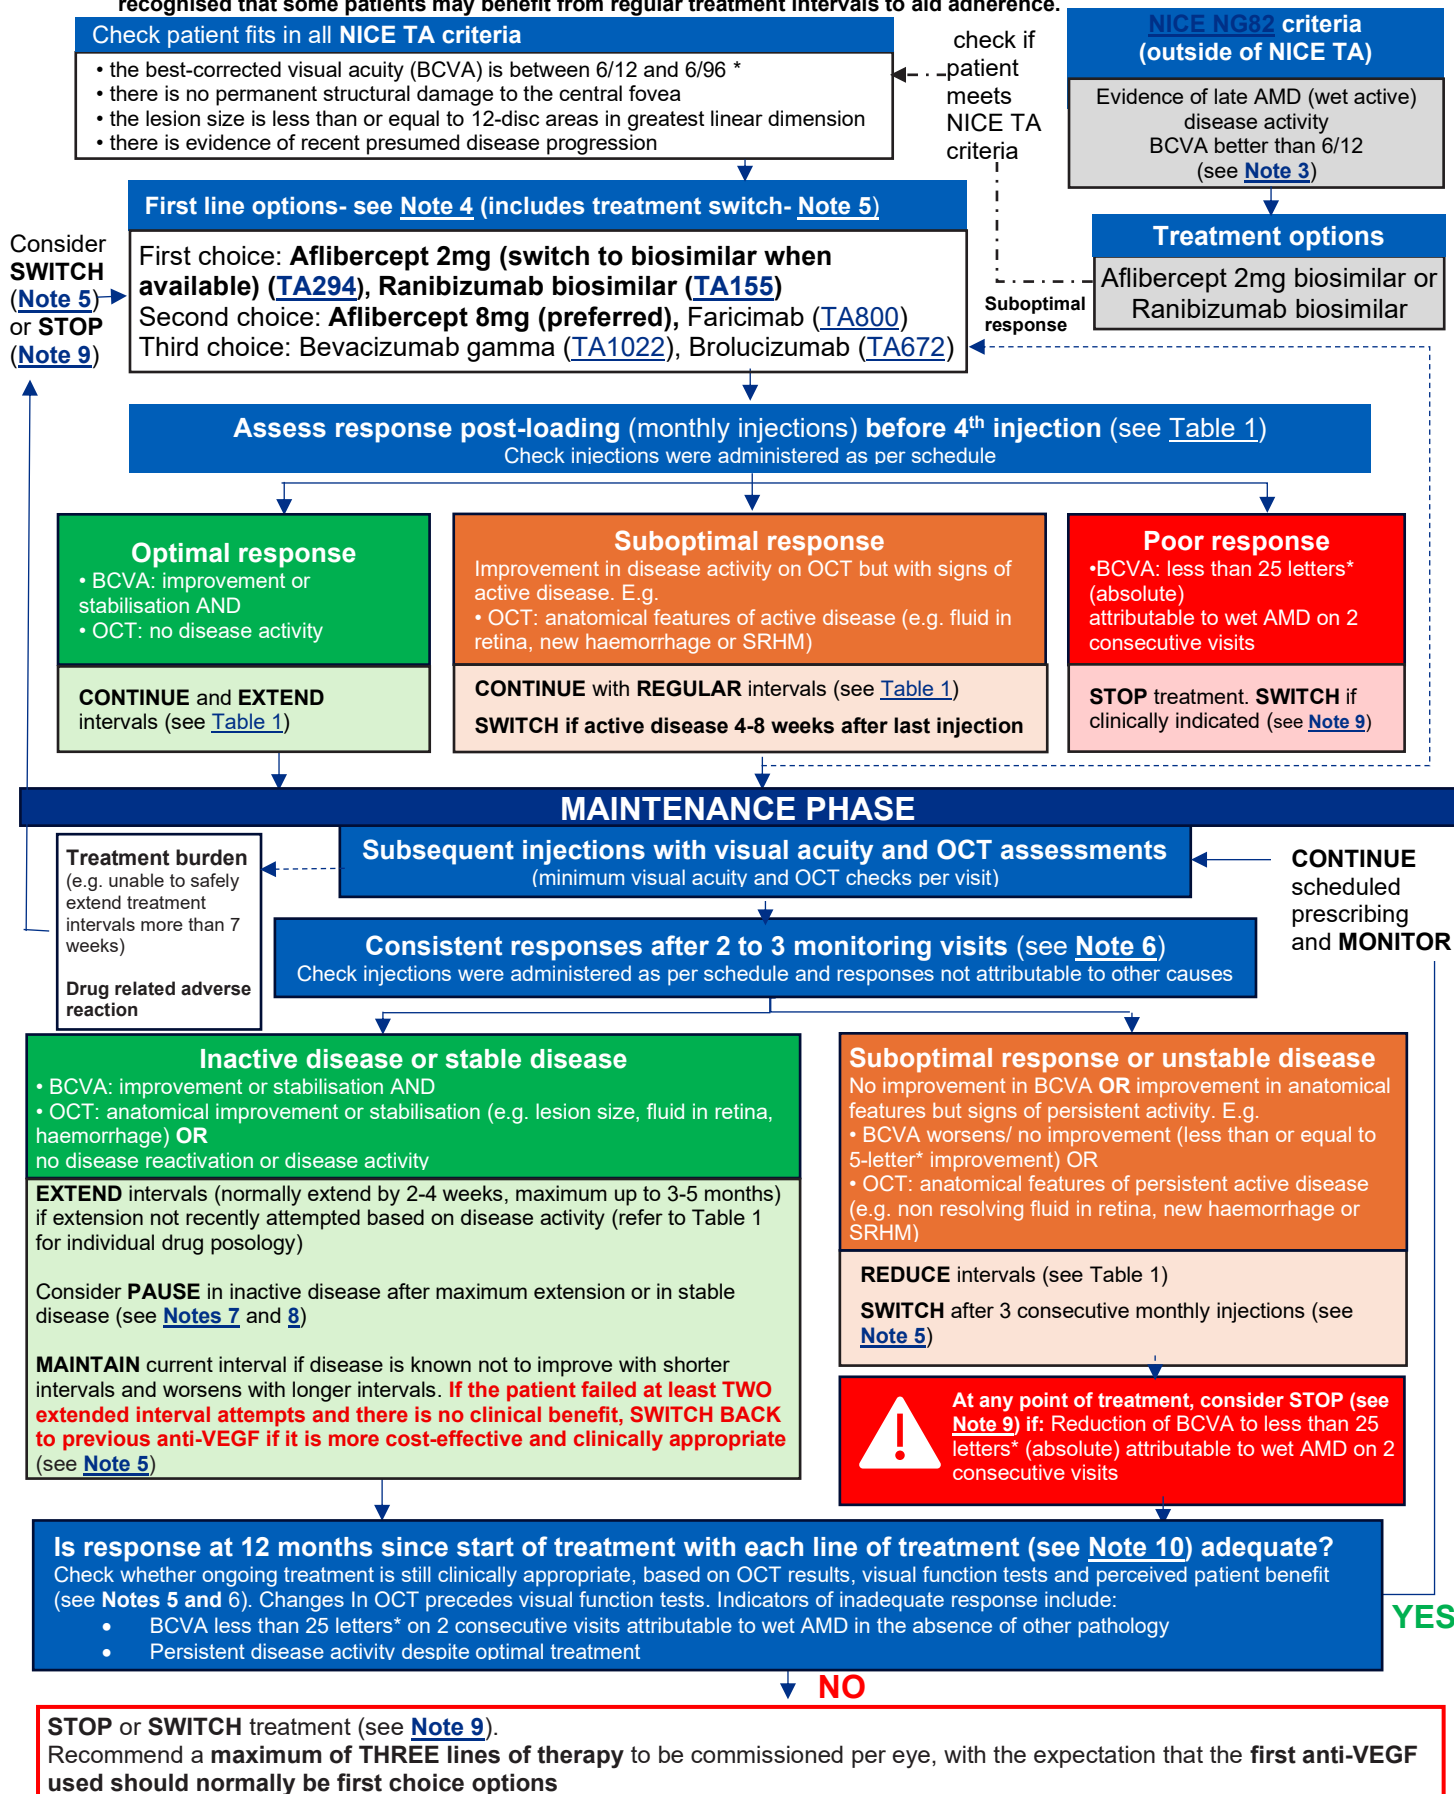 recognised that some patients may benefit from regular treatment intervals to aid adherence.
Check patient fits in all NICE TA criteria
• the best-corrected visual acuity (BCVA) is between 6/12 and 6/96 *
• there is no permanent structural damage to the central fovea
• the lesion size is less than or equal to 12-disc areas in greatest linear dimension
• there is evidence of recent presumed disease progression
check if
patient
meets
NICE TA
criteria
NICE NG82 criteria
(outside of NICE TA)
Evidence of late AMD (wet active)
disease activity
BCVA better than 6/12
(see Note 3)
Treatment options
Aflibercept 2mg biosimilar or
Ranibizumab biosimilar
Suboptimal
response
First line options- see Note 4 (includes treatment switch- Note 5)
First choice: Aflibercept 2mg (switch to biosimilar when
available) (TA294), Ranibizumab biosimilar (TA155)
Second choice: Aflibercept 8mg (preferred), Faricimab (TA800)
Third choice: Bevacizumab gamma (TA1022), Brolucizumab (TA672)
Consider
SWITCH
(Note 5)
or STOP
(Note 9)
Assess response post-loading (monthly injections) before 4th injection (see Table 1)
Check injections were administered as per schedule
Optimal response
• BCVA: improvement or
stabilisation AND
• OCT: no disease activity
CONTINUE and EXTEND
intervals (see Table 1)
Suboptimal response
Improvement in disease activity on OCT but with signs of
active disease. E.g.
• OCT: anatomical features of active disease (e.g. fluid in
retina, new haemorrhage or SRHM)
CONTINUE with REGULAR intervals (see Table 1)
SWITCH if active disease 4-8 weeks after last injection
Poor response
•BCVA: less than 25 letters*
(absolute)
attributable to wet AMD on 2
consecutive visits
STOP treatment. SWITCH if
clinically indicated (see Note 9)
MAINTENANCE PHASE
Treatment burden
(e.g. unable to safely
extend treatment
intervals more than 7
weeks)
Drug related adverse
reaction
Subsequent injections with visual acuity and OCT assessments
(minimum visual acuity and OCT checks per visit)
CONTINUE
scheduled
prescribing
and MONITOR
Consistent responses after 2 to 3 monitoring visits (see Note 6)
Check injections were administered as per schedule and responses not attributable to other causes
Inactive disease or stable disease
• BCVA: improvement or stabilisation AND
• OCT: anatomical improvement or stabilisation (e.g. lesion size, fluid in retina,
haemorrhage) OR
no disease reactivation or disease activity
EXTEND intervals (normally extend by 2-4 weeks, maximum up to 3-5 months)
if extension not recently attempted based on disease activity (refer to Table 1
for individual drug posology)
Consider PAUSE in inactive disease after maximum extension or in stable
disease (see Notes 7 and 8)
MAINTAIN current interval if disease is known not to improve with shorter
intervals and worsens with longer intervals. If the patient failed at least TWO
extended interval attempts and there is no clinical benefit, SWITCH BACK
to previous anti-VEGF if it is more cost-effective and clinically appropriate
(see Note 5)
Suboptimal response or unstable disease
No improvement in BCVA OR improvement in anatomical
features but signs of persistent activity. E.g.
• BCVA worsens/ no improvement (less than or equal to
5-letter* improvement) OR
• OCT: anatomical features of persistent active disease
(e.g. non resolving fluid in retina, new haemorrhage or
SRHM)
REDUCE intervals (see Table 1)
SWITCH after 3 consecutive monthly injections (see
Note 5)
At any point of treatment, consider STOP (see
Note 9) if: Reduction of BCVA to less than 25
letters* (absolute) attributable to wet AMD on 2
consecutive visits
Is response at 12 months since start of treatment with each line of treatment (see Note 10) adequate?
Check whether ongoing treatment is still clinically appropriate, based on OCT results, visual function tests and perceived patient benefit
(see Notes 5 and 6). Changes In OCT precedes visual function tests. Indicators of inadequate response include:
• BCVA less than 25 letters* on 2 consecutive visits attributable to wet AMD in the absence of other pathology
• Persistent disease activity despite optimal treatment
YES
NO
STOP or SWITCH treatment (see Note 9).
Recommend a maximum of THREE lines of therapy to be commissioned per eye, with the expectation that the first anti-VEGF
used should normally be first choice options